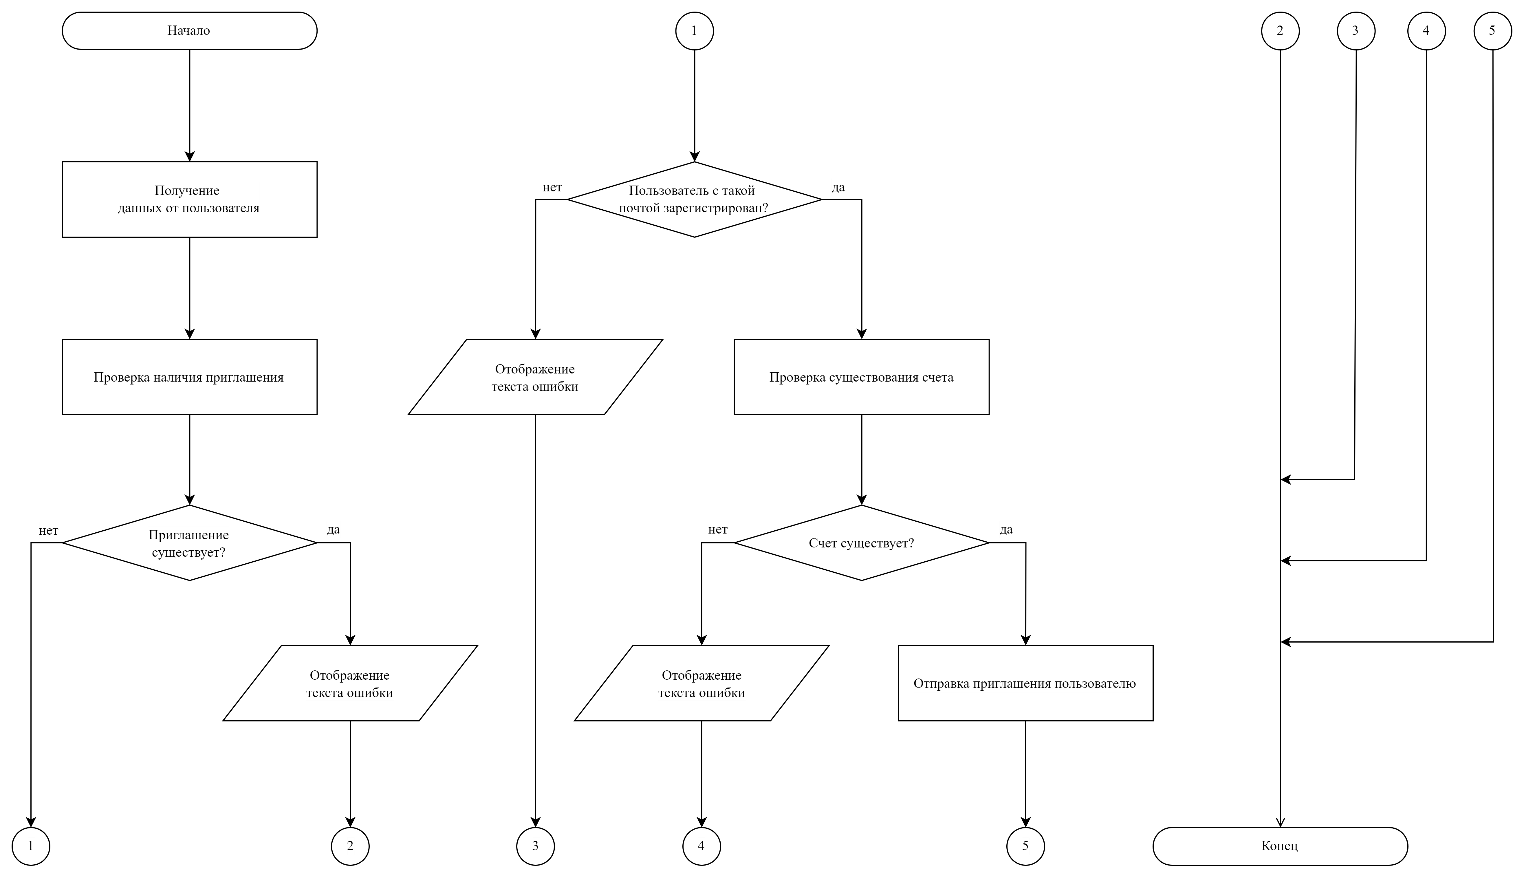 Начало
Получение
данных от пользователя
Проверка наличия приглашения
Приглашение
существует?
нет
да
Отображение
текста ошибки
1
2
1
Пользователь с такой
почтой зарегистрирован?
нет
да
Отображение
текста ошибки
Проверка существования счета
Счет существует?
нет
да
Отображение
текста ошибки
Отправка приглашения пользователю
3
4
5
2
3
4
5
Конец